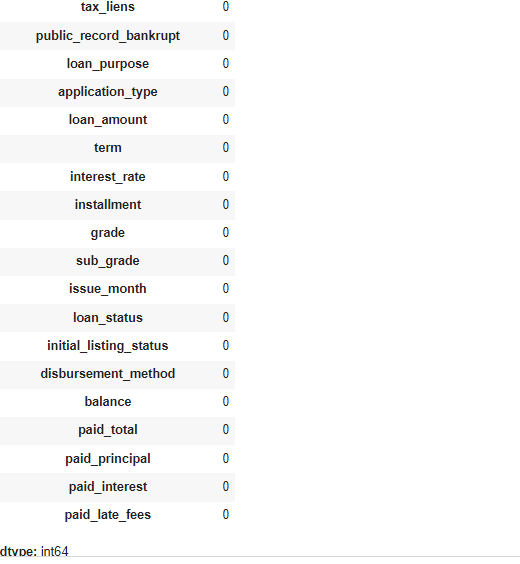 tax_liens 0
public_record_bankrupt 0
loan_purpose 0
application_type 0
loan_amount 0
term 0
interest_rate 0
installment 0
grade 0
sub_grade 0
issue_month 0
loan_status 0
initial_listing_status 0
disbursement_method 0
balance 0
paid_total 0
paid_principal 0
paid_interest 0
paid_late_fees 0
dtype: int64